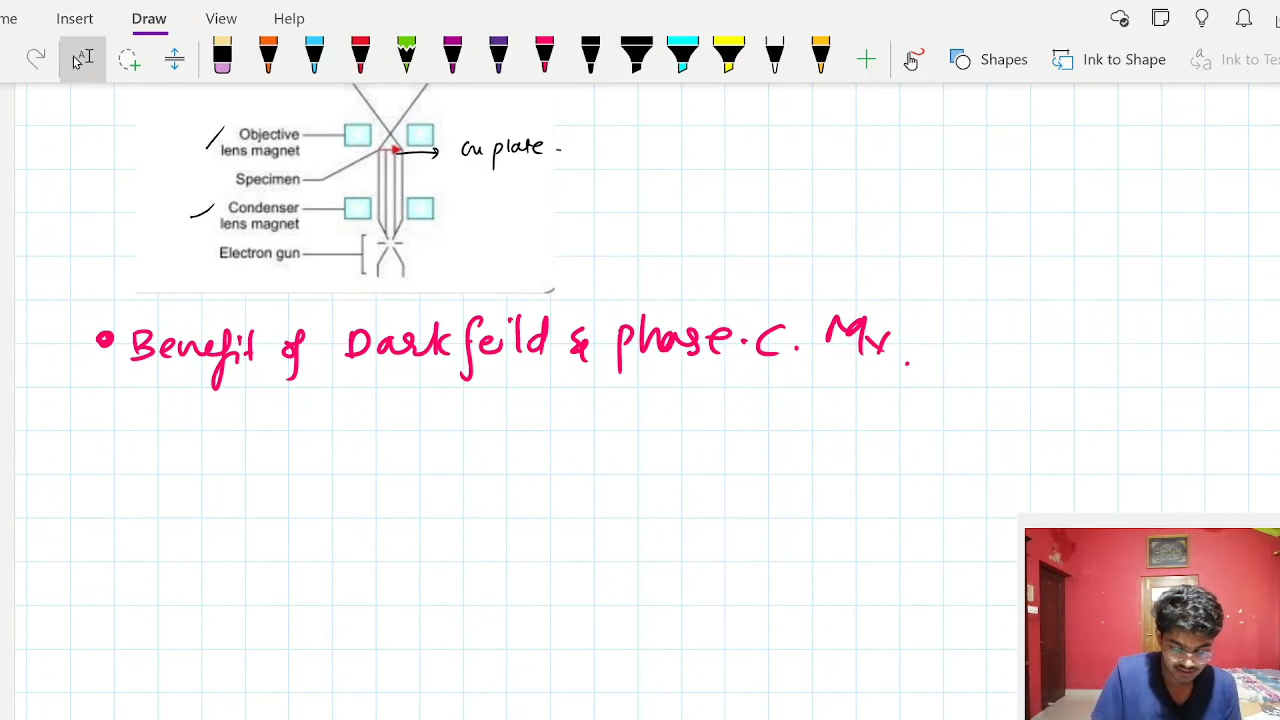 Insert Draw View Help
Shapes Ink to Shape
Objective
lens magnet
Cu plate -
Specimen
Condenser
lens magnet
Electron gun
• Benefit of Darkfeild & phase.C. Mx.